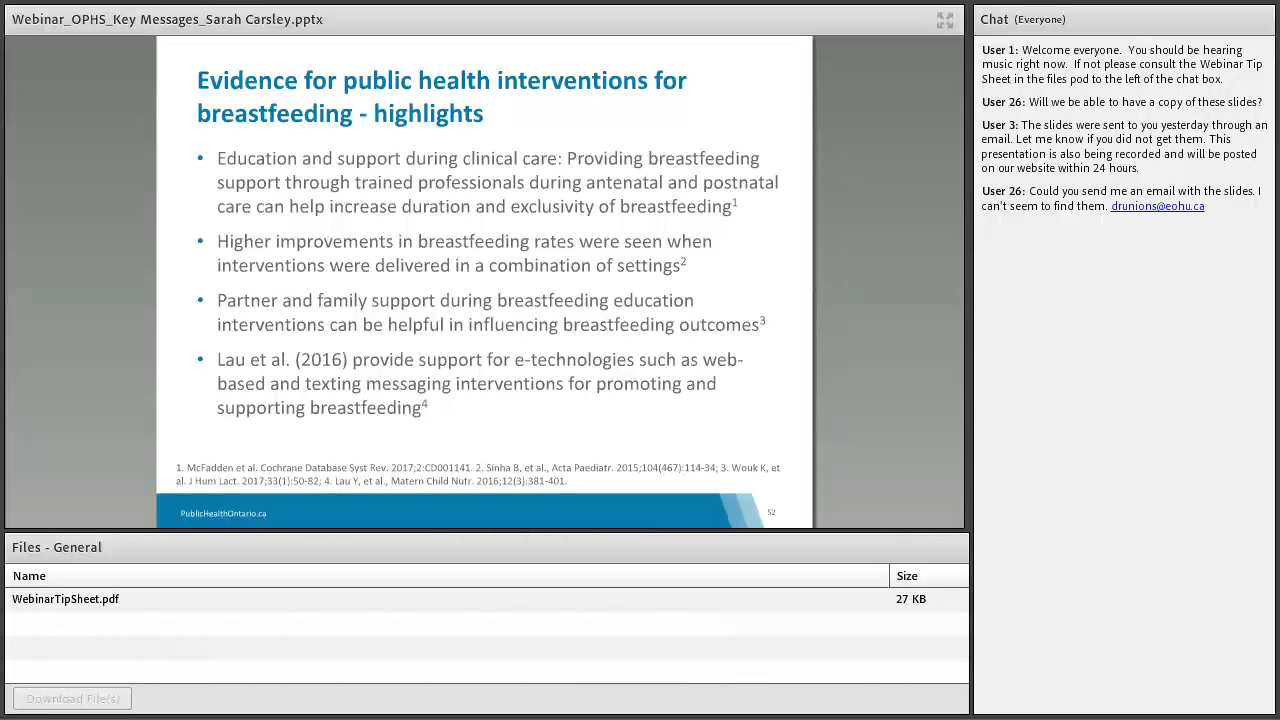 Webinar_OPHS_Key Messages_Sarah Carsley.pptx
Evidence for public health interventions for
breastfeeding - highlights
• Education and support during clinical care: Providing breastfeeding
support through trained professionals during antenatal and postnatal
care can help increase duration and exclusivity of breastfeeding1
• Higher improvements in breastfeeding rates were seen when
interventions were delivered in a combination of settings2
• Partner and family support during breastfeeding education
interventions can be helpful in influencing breastfeeding outcomes3
• Lau et al. (2016) provide support for e-technologies such as web-
based and texting messaging interventions for promoting and
supporting breastfeeding4
1. McFadden et al. Cochrane Database Syst Rev. 2017;2:CD001141. 2. Sinha B, et al., Acta Paediatr. 2015;104(467):114-34; 3. Wouk K, et
al. J Hum Lact. 2017;33(1):50-82; 4. Lau Y, et al., Matern Child Nutr. 2016;12(3):381-401.
PublicHealthOntario.ca
52
Files - General
Name Size
WebinarTipSheet.pdf 27 KB
Download File(s)
Chat (Everyone)
User 1: Welcome everyone. You should be hearing
music right now. If not please consult the Webinar Tip
Sheet in the files pod to the left of the chat box.
User 26: Will we be able to have a copy of these slides?
User 3: The slides were sent to you yesterday through an
email. Let me know if you did not get them. This
presentation is also being recorded and will be posted
on our website within 24 hours.
User 26: Could you send me an email with the slides. I
can't seem to find them. drunions@eohu.ca